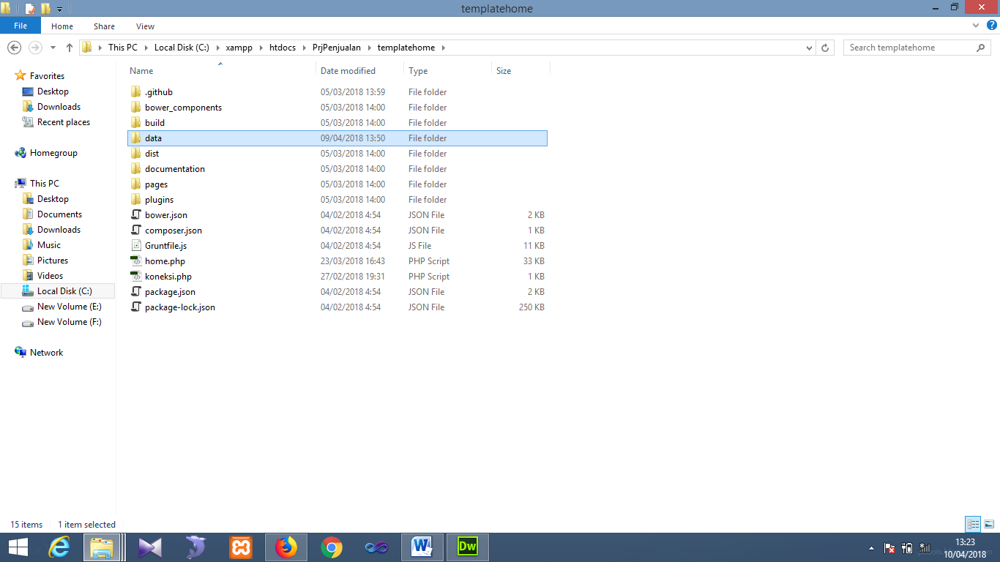 templatehome
File Home Share View
This PC Local Disk (C:) xampp htdocs PrjPenjualan templatehome Search templatehome
Name Date modified Type Size
Favorites
Desktop
Downloads
Recent places
Homegroup
This PC
Desktop
Documents
Downloads
Music
Pictures
Videos
Local Disk (C:)
New Volume (E:)
New Volume (F:)
Network
.github 05/03/2018 13:59 File folder
bower_components 05/03/2018 14:00 File folder
build 05/03/2018 14:00 File folder
data 09/04/2018 13:50 File folder
dist 05/03/2018 14:00 File folder
documentation 05/03/2018 14:00 File folder
pages 05/03/2018 14:00 File folder
plugins 05/03/2018 14:00 File folder
bower.json 04/02/2018 4:54 JSON File 2 KB
composer.json 04/02/2018 4:54 JSON File 1 KB
Gruntfile.js 04/02/2018 4:54 JS File 11 KB
home.php 23/03/2018 16:43 PHP Script 33 KB
koneksi.php 27/02/2018 19:31 PHP Script 1 KB
package.json 04/02/2018 4:54 JSON File 2 KB
package-lock.json 04/02/2018 4:54 JSON File 250 KB
15 items 1 item selected
Dw
13:23
10/04/2018